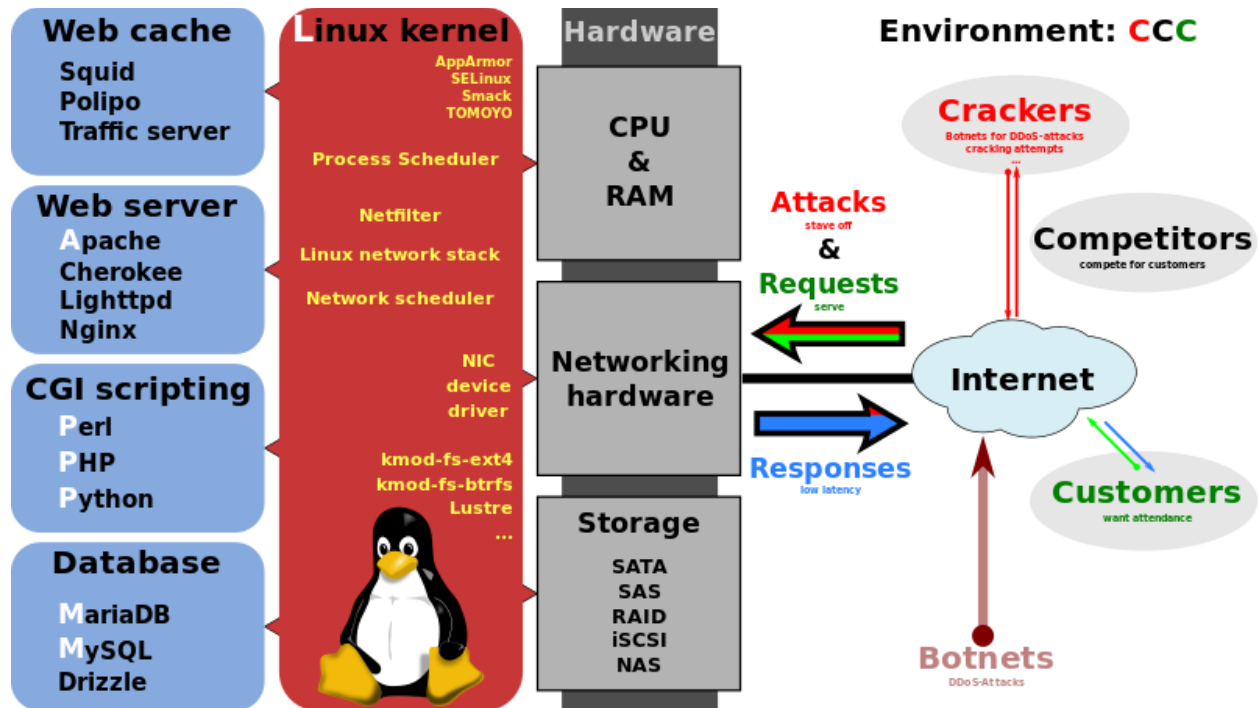 Web cache
Squid
Polipo
Traffic server
Web server
Apache
Cherokee
Lighttpd
Nginx
CGI scripting
Perl
PHP
Python
Database
MariaDB
MySQL
Drizzle
Linux kernel
AppArmor
SELinux
Smack
TOMOYO
Process Scheduler
Netfilter
Linux network stack
Network scheduler
NIC
device
driver
kmod-fs-ext4
kmod-fs-btrfs
Lustre
...
Hardware
CPU
&
RAM
Networking
hardware
Storage
SATA
SAS
RAID
iSCSI
NAS
Environment: CCC
Crackers
Botnets for DDoS-attacks
cracking attempts
...
Attacks
stave off
&
Requests
serve
Competitors
compete for customers
Internet
Responses
low latency
Customers
want attendance
Botnets
DDoS-Attacks